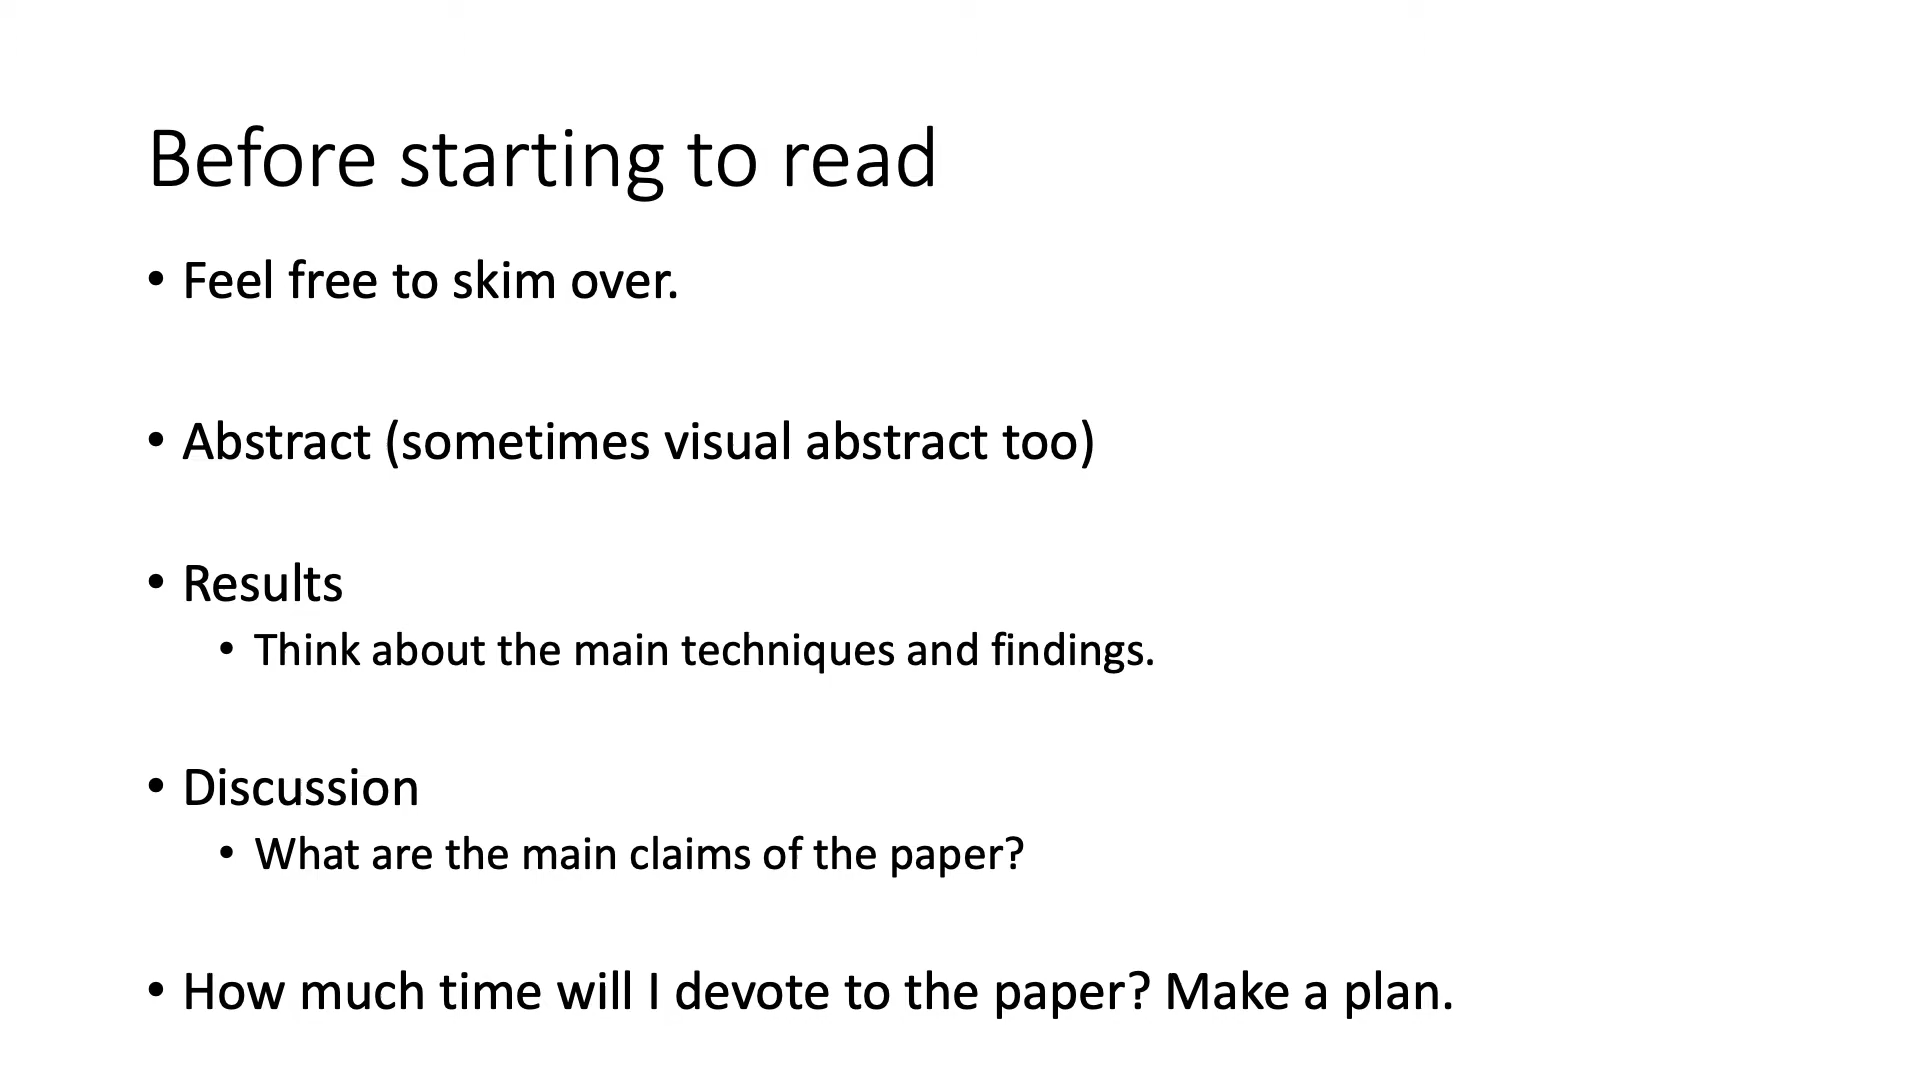 Before starting to read
• Feel free to skim over.
• Abstract (sometimes visual abstract too)
• Results
• Think about the main techniques and findings.
• Discussion
• What are the main claims of the paper?
• How much time will I devote to the paper? Make a plan.